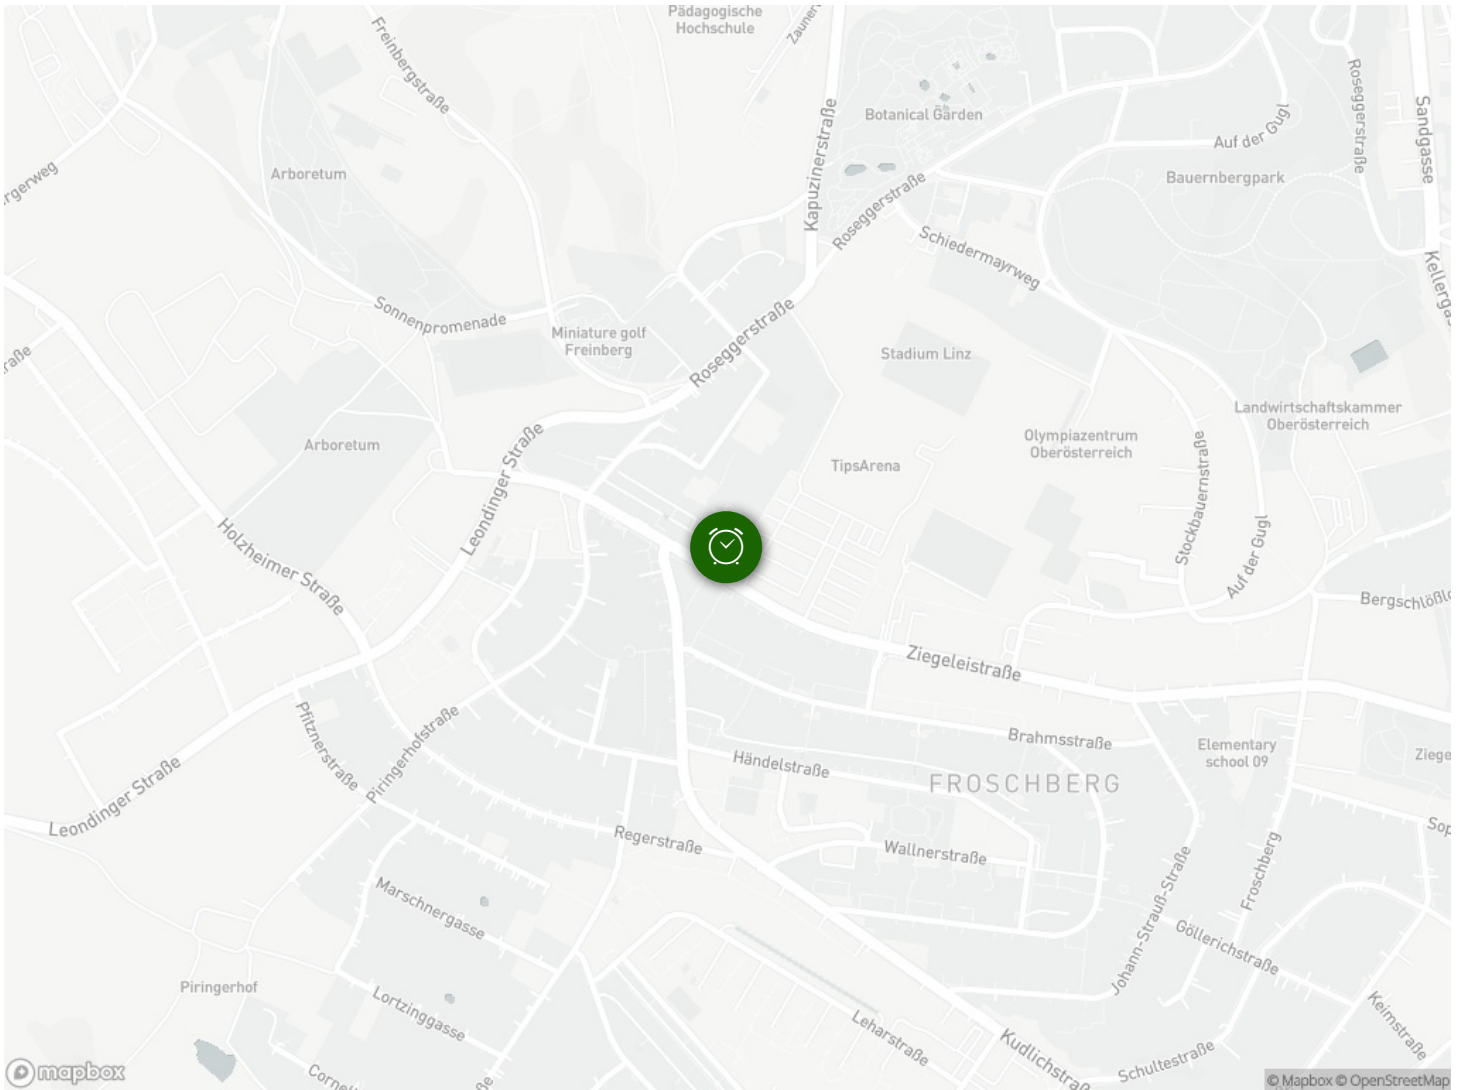 Pädagogische
Hochschule
Freinbergstraße
Kapuzinerstraße
Botanical Garden
Roseggerstraße
Sandgasse
Auf der Gugl
Arboretum
Bauernbergpark
Roseggerstraße
Schiedermayrweg
Sonnenpromenade
Miniature golf
Freinberg
Roseggerstraße
Stadium Linz
Landwirtschaftskammer
Oberösterreich
Leondinger Straße
Arboretum
Olympiazentrum
Oberösterreich
TipsArena
Stockbauernstraße
Auf der Gugl
Holzheimer Straße
Ziegeleistraße
Pfitznerstraße
Piringerhofstraße
Brahmsstraße
Elementary
school 09
Händelstraße
FROSCHBERG
Leondinger Straße
Regerstraße
Wallnerstraße
Froschberg
Marschnergasse
Johann-Strauß-Straße
Göllerichstraße
Piringerhof
Lortzinggasse
Leharstraße
Kudlichstraß
Keimstraße
Schultestraße
mapbox
© Mapbox © OpenStreetMap